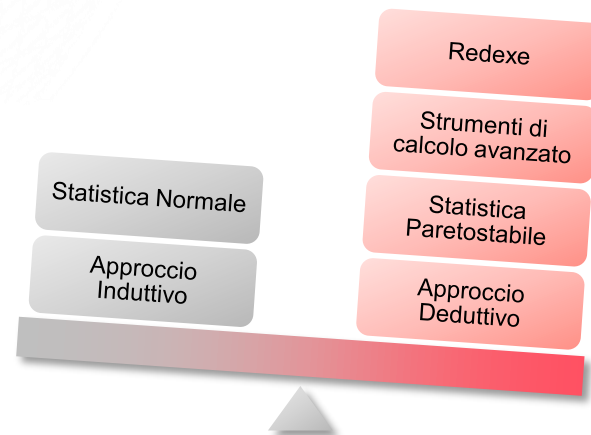 Redexe
Strumenti di
calcolo avanzato
Statistica Normale
Statistica
Paretostabile
Approccio
Induttivo
Approccio
Deduttivo